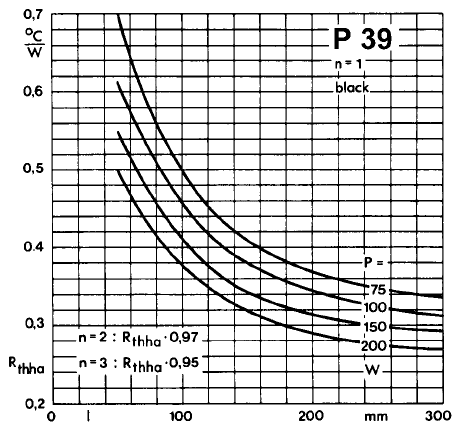 0,7
°C
W
P 39
n = 1
black
0,6
0,5
0,4
P =
75
100
150
200
W
0,3
n = 2 : Rthha · 0,97
n = 3 : Rthha · 0,95
Rthha
0,2
0 l 100 200 mm 300